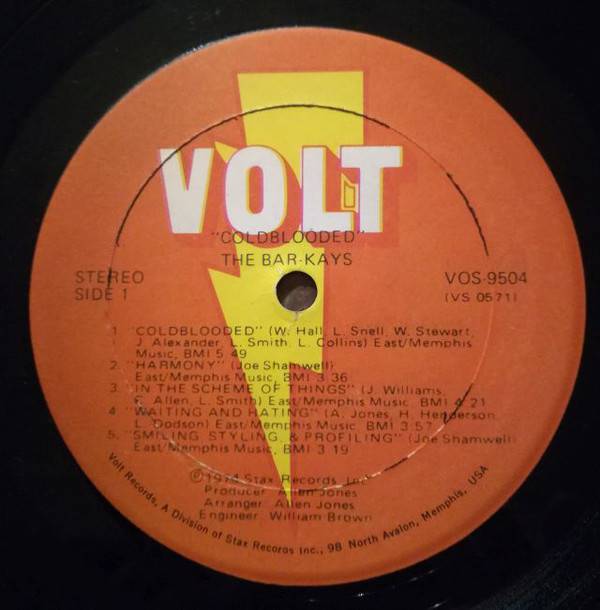 VOLT
"COLDBLOODED"
THE BAR-KAYS
STEREO
SIDE 1
VOS-9504
(VS 0571)
1. "COLDBLOODED" (W. Hall, L. Snell, W. Stewart,
J. Alexander, L. Smith, L. Collins) East/Memphis
Music, BMI 5:49
2. "HARMONY" (Joe Shamwell)
East/Memphis Music, BMI 3:36
3. "IN THE SCHEME OF THINGS" (J. Williams,
C. Allen, L. Smith) East/Memphis Music, BMI 4:21
4. "WAITING AND HATING" (A. Jones, H. Henderson,
L. Dodson) East/Memphis Music, BMI 3:57
5. "SMILING, STYLING, & PROFILING" (Joe Shamwell)
East/Memphis Music, BMI 3:19
©1974 Stax Records, Inc.
Producer: Allen Jones
Arranger: Allen Jones
Engineer: William Brown
Volt Records, A Division of Stax Records Inc., 98 North Avalon, Memphis, USA